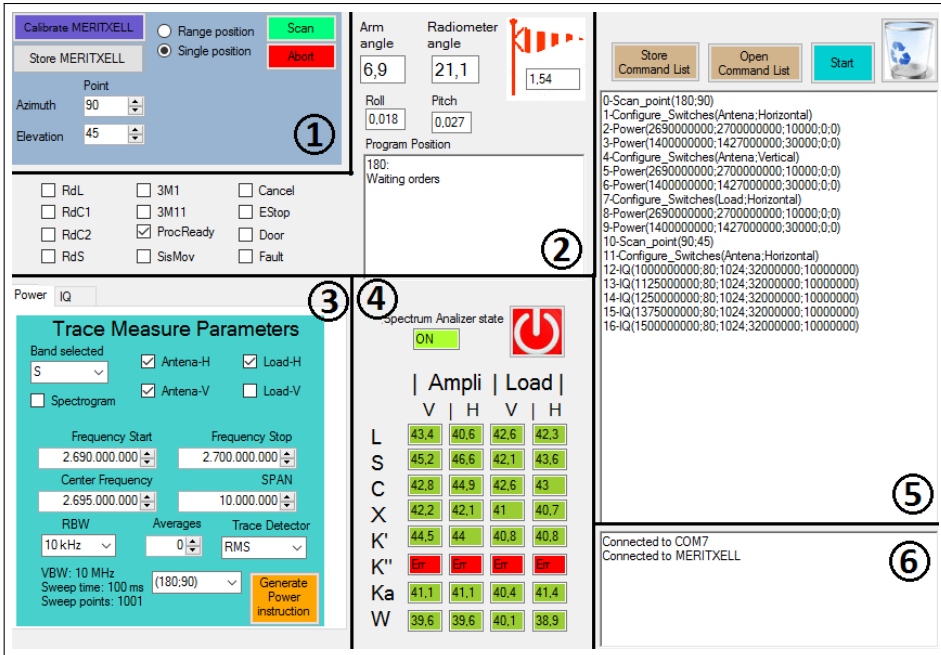 Calibrate MERITXELL
Store MERITXELL
Range position
Single position
Scan
Abort
Point
Azimuth 90
Elevation 45
1
RdL 3M1 Cancel
RdC1 3M11 EStop
RdC2 ProcReady Door
RdS SisMov Fault
Arm angle
6,9
Radiometer angle
21,1
1,54
Roll
0,018
Pitch
0,027
Program Position
180:
Waiting orders
2
Power IQ
3
Trace Measure Parameters
Band selected
S
Antena-H Load-H
Antena-V Load-V
Spectrogram
Frequency Start Frequency Stop
2.690.000.000 2.700.000.000
Center Frequency SPAN
2.695.000.000 10.000.000
RBW Averages Trace Detector
10 kHz 0 RMS
VBW: 10 MHz
Sweep time: 100 ms
Sweep points: 1001
(180;90)
Generate
Power
instruction
4
Spectrum Analizer state
ON
| Ampli | Load |
V | H V | H
L 43,4 40,6 42,6 42,3
S 45,2 46,6 42,1 43,6
C 42,8 44,9 42,6 43
X 42,2 42,1 41 40,7
K' 44,5 44 40,8 40,8
K'' Err Err Err Err
Ka 41,1 41,1 40,4 41,4
W 39,6 39,6 40,1 38,9
Store
Command List
Open
Command List
Start
0-Scan_point(180;90)
1-Configure_Switches(Antena;Horizontal)
2-Power(2690000000;2700000000;10000;0;0)
3-Power(1400000000;1427000000;30000;0;0)
4-Configure_Switches(Antena;Vertical)
5-Power(2690000000;2700000000;10000;0;0)
6-Power(1400000000;1427000000;30000;0;0)
7-Configure_Switches(Load;Horizontal)
8-Power(2690000000;2700000000;10000;0;0)
9-Power(1400000000;1427000000;30000;0;0)
10-Scan_point(90;45)
11-Configure_Switches(Antena;Horizontal)
12-IQ(1000000000;80;1024;32000000;10000000)
13-IQ(1125000000;80;1024;32000000;10000000)
14-IQ(1250000000;80;1024;32000000;10000000)
15-IQ(1375000000;80;1024;32000000;10000000)
16-IQ(1500000000;80;1024;32000000;10000000)
5
Connected to COM7
Connected to MERITXELL
6